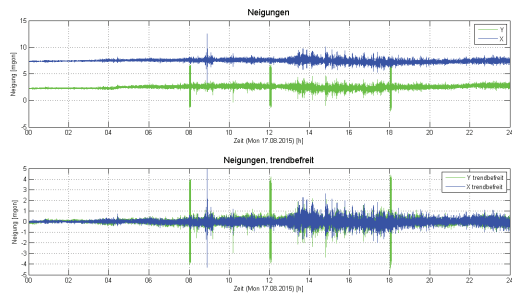 Neigungen
Neigung [mgon]
15
10
5
0
-5
Y
X
00 02 04 06 08 10 12 14 16 18 20 22 24
Zeit (Mon 17.08.2015) [h]
Neigungen, trendbefreit
Neigung [mgon]
5
4
3
2
1
0
-1
-2
-3
-4
-5
Y trendbefreit
X trendbefreit
00 02 04 06 08 10 12 14 16 18 20 22 24
Zeit (Mon 17.08.2015) [h]